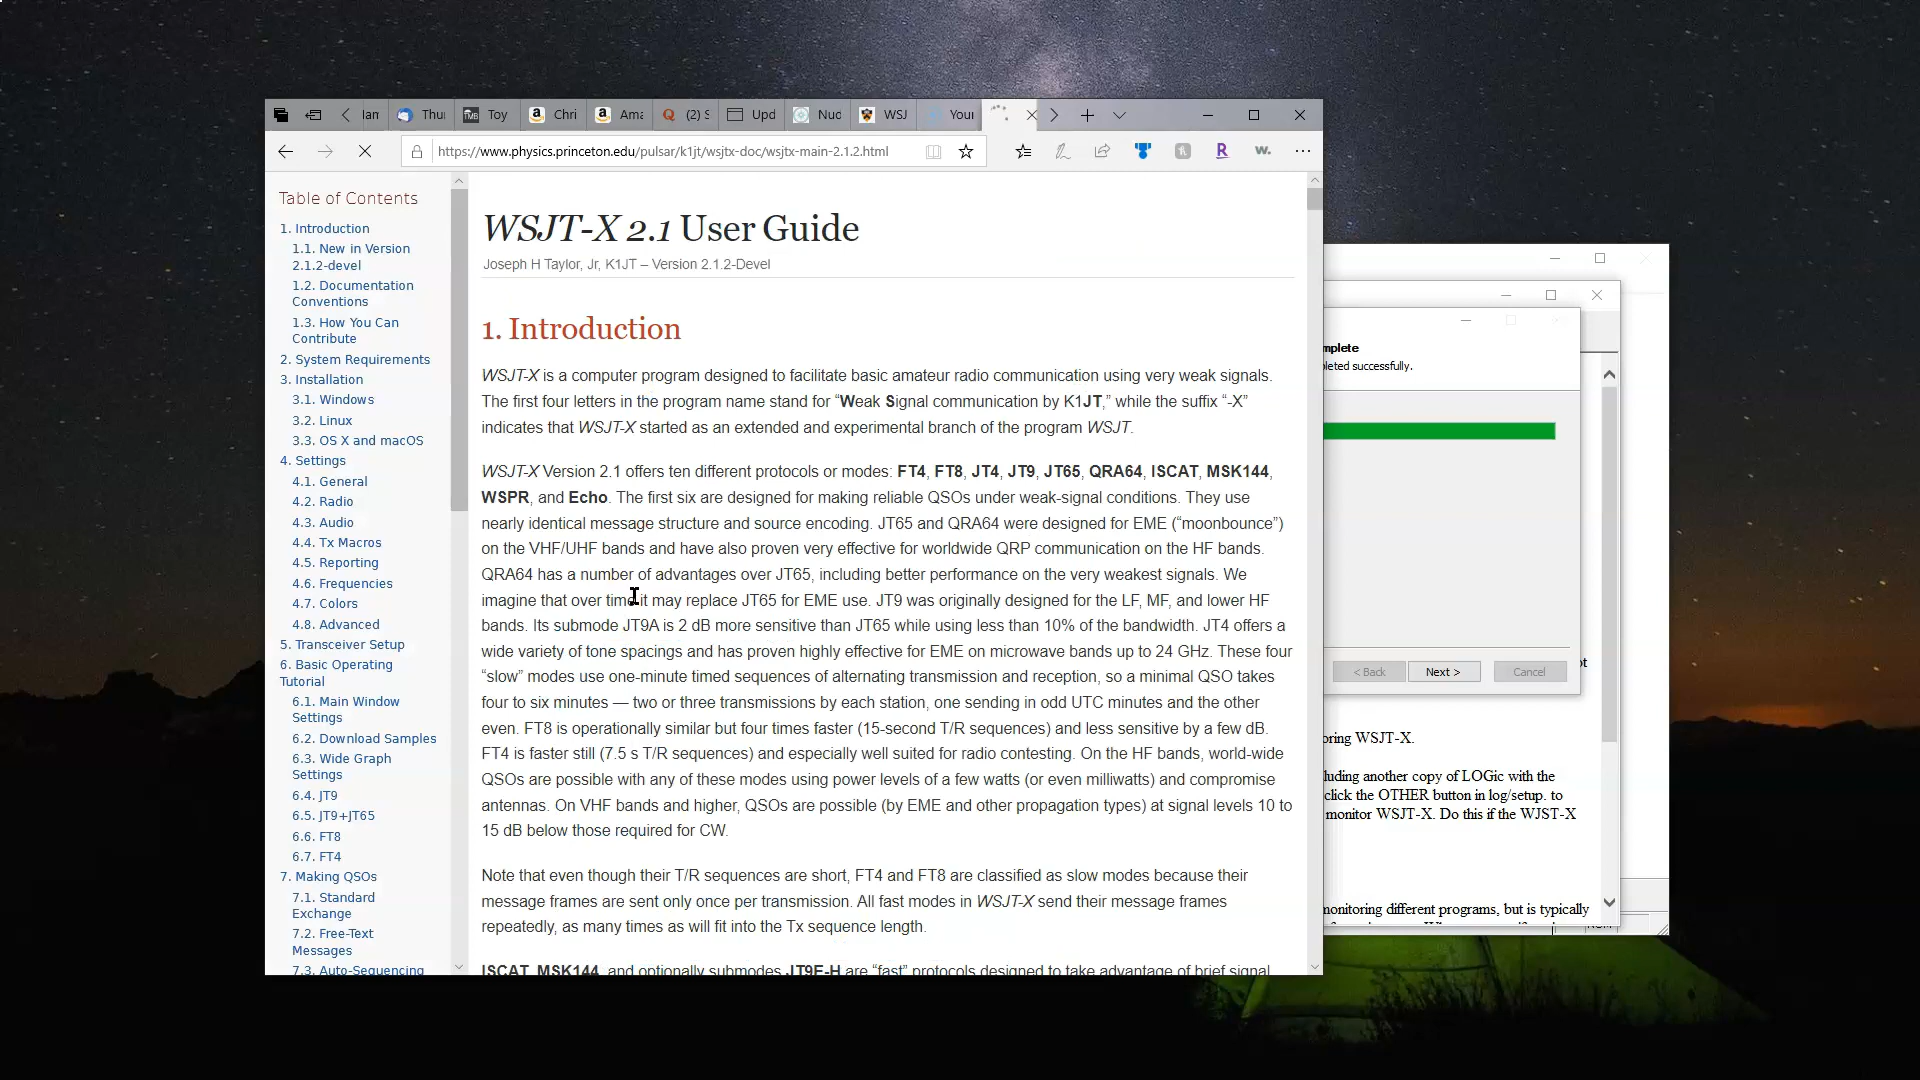 Ian
Thu
Toy
Chri
Ama
(2) S
Upd
Nuc
WSJ
Your
https://www.physics.princeton.edu/pulsar/k1jt/wsjtx-doc/wsjtx-main-2.1.2.html
Table of Contents
1. Introduction
1.1. New in Version
2.1.2-devel
1.2. Documentation
Conventions
1.3. How You Can
Contribute
2. System Requirements
3. Installation
3.1. Windows
3.2. Linux
3.3. OS X and macOS
4. Settings
4.1. General
4.2. Radio
4.3. Audio
4.4. Tx Macros
4.5. Reporting
4.6. Frequencies
4.7. Colors
4.8. Advanced
5. Transceiver Setup
6. Basic Operating
Tutorial
6.1. Main Window
Settings
6.2. Download Samples
6.3. Wide Graph
Settings
6.4. JT9
6.5. JT9+JT65
6.6. FT8
6.7. FT4
7. Making QSOs
7.1. Standard
Exchange
7.2. Free-Text
Messages
7.3. Auto-Sequencing
WSJT-X 2.1 User Guide
Joseph H Taylor, Jr, K1JT – Version 2.1.2-Devel
1. Introduction
WSJT-X is a computer program designed to facilitate basic amateur radio communication using very weak signals.
The first four letters in the program name stand for “Weak Signal communication by K1JT,” while the suffix “-X”
indicates that WSJT-X started as an extended and experimental branch of the program WSJT.
WSJT-X Version 2.1 offers ten different protocols or modes: FT4, FT8, JT4, JT9, JT65, QRA64, ISCAT, MSK144,
WSPR, and Echo. The first six are designed for making reliable QSOs under weak-signal conditions. They use
nearly identical message structure and source encoding. JT65 and QRA64 were designed for EME (“moonbounce”)
on the VHF/UHF bands and have also proven very effective for worldwide QRP communication on the HF bands.
QRA64 has a number of advantages over JT65, including better performance on the very weakest signals. We
imagine that over time it may replace JT65 for EME use. JT9 was originally designed for the LF, MF, and lower HF
bands. Its submode JT9A is 2 dB more sensitive than JT65 while using less than 10% of the bandwidth. JT4 offers a
wide variety of tone spacings and has proven highly effective for EME on microwave bands up to 24 GHz. These four
“slow” modes use one-minute timed sequences of alternating transmission and reception, so a minimal QSO takes
four to six minutes — two or three transmissions by each station, one sending in odd UTC minutes and the other
even. FT8 is operationally similar but four times faster (15-second T/R sequences) and less sensitive by a few dB.
FT4 is faster still (7.5 s T/R sequences) and especially well suited for radio contesting. On the HF bands, world-wide
QSOs are possible with any of these modes using power levels of a few watts (or even milliwatts) and compromise
antennas. On VHF bands and higher, QSOs are possible (by EME and other propagation types) at signal levels 10 to
15 dB below those required for CW.
Note that even though their T/R sequences are short, FT4 and FT8 are classified as slow modes because their
message frames are sent only once per transmission. All fast modes in WSJT-X send their message frames
repeatedly, as many times as will fit into the Tx sequence length.
ISCAT, MSK144, and optionally submodes JT9E-H are “fast” protocols designed to take advantage of brief signal
mplete
leted successfully.
< Back
Next >
Cancel
ot
oring WSJT-X.
luding another copy of LOGic with the
click the OTHER button in log/setup. to
monitor WSJT-X. Do this if the WJST-X
monitoring different programs, but is typically